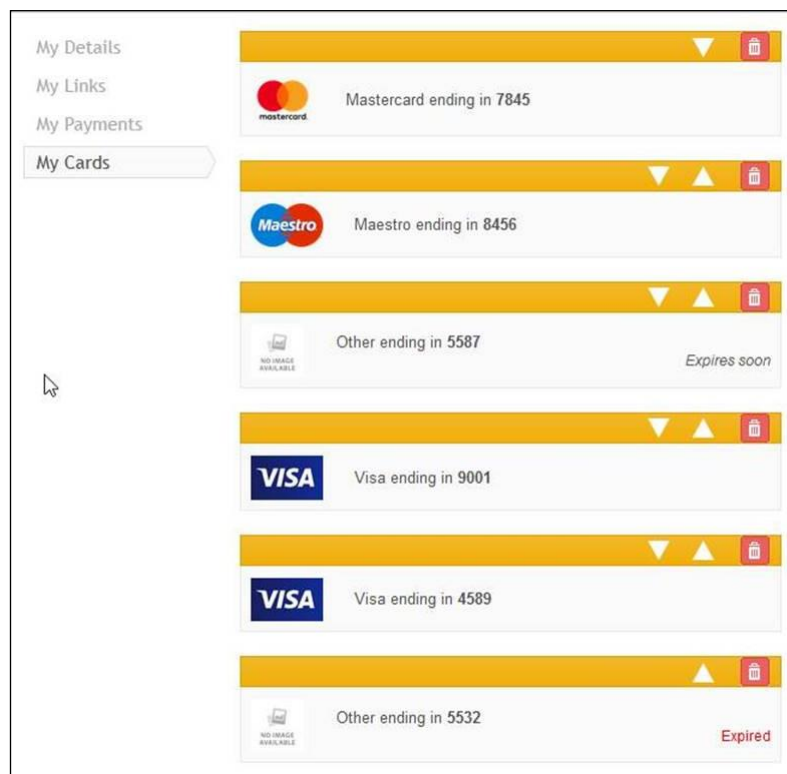 My Details
My Links
My Payments
My Cards
mastercard.
Mastercard ending in 7845
Maestro
Maestro ending in 8456
NO IMAGE
AVAILABLE
Other ending in 5587
Expires soon
VISA
Visa ending in 9001
VISA
Visa ending in 4589
NO IMAGE
AVAILABLE
Other ending in 5532
Expired